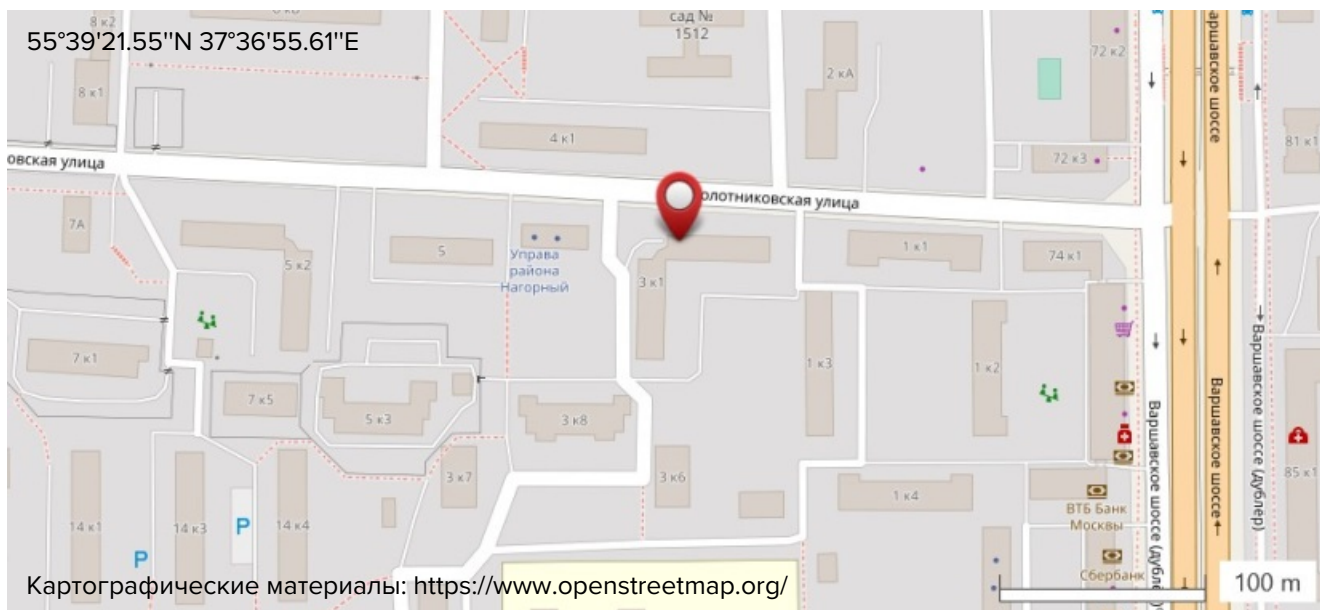 8 к2
сад №
1512
55°39'21.55''N 37°36'55.61''E
72 к2
Варшавское шоссе
2 кА
8 к1
4 к1
81 к1
72 к3
овская улица
олотниковская улица
7А
5 к2
5
Управа
района
Нагорный
3 к1
1 к1
74 к1
7 к1
1 к3
1 к2
Варшавское шоссе (дублёр)
Варшавское шоссе
Варшавское шоссе (дублё
7 к5
5 к3
3 к8
3 к7
3 к6
1 к4
85 к1
ВТБ Банк
Москвы
14 к1
14 к3
P
14 к4
P
Сбербанк
Картографические материалы: https://www.openstreetmap.org/
100 m